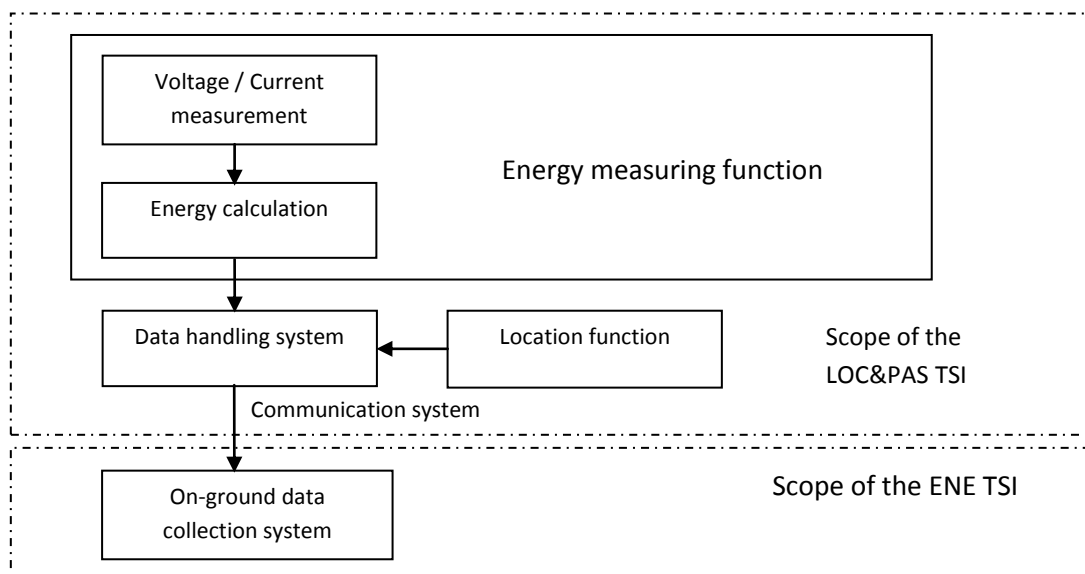 Voltage / Current
measurement
Energy measuring function
Energy calculation
Data handling system
Location function
Scope of the
LOC&PAS TSI
Communication system
On-ground data
collection system
Scope of the ENE TSI